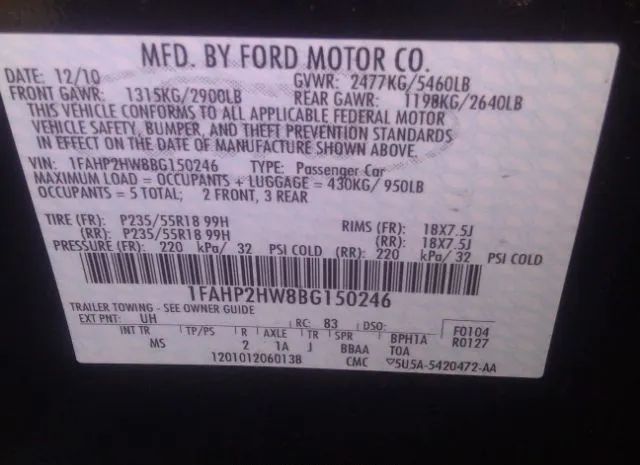 MFD. BY FORD MOTOR CO.
DATE: 12/10 GVWR: 2477KG/5460LB
FRONT GAWR: 1315KG/2900LB REAR GAWR: 1198KG/2640LB
THIS VEHICLE CONFORMS TO ALL APPLICABLE FEDERAL MOTOR
VEHICLE SAFETY, BUMPER, AND THEFT PREVENTION STANDARDS
IN EFFECT ON THE DATE OF MANUFACTURE SHOWN ABOVE.
VIN: 1FAHP2HW8BG150246 TYPE: Passenger Car
MAXIMUM LOAD = OCCUPANTS + LUGGAGE = 430KG/ 950LB
OCCUPANTS = 5 TOTAL; 2 FRONT, 3 REAR
TIRE (FR): P235/55R18 99H RIMS (FR): 18X7.5J
(RR): P235/55R18 99H (RR): 18X7.5J
PRESSURE (FR): 220 kPa/ 32 PSI COLD (RR): 220 kPa/ 32 PSI COLD
1FAHP2HW8BG150246
TRAILER TOWING - SEE OWNER GUIDE
EXT PNT: UH RC: 83 DSO: F0104
INT TR TP/PS R AXLE TR SPR BPH1A R0127
MS 2 1A J BBAA TOA
1201012060138 CMC ▽5U5A-5420472-AA